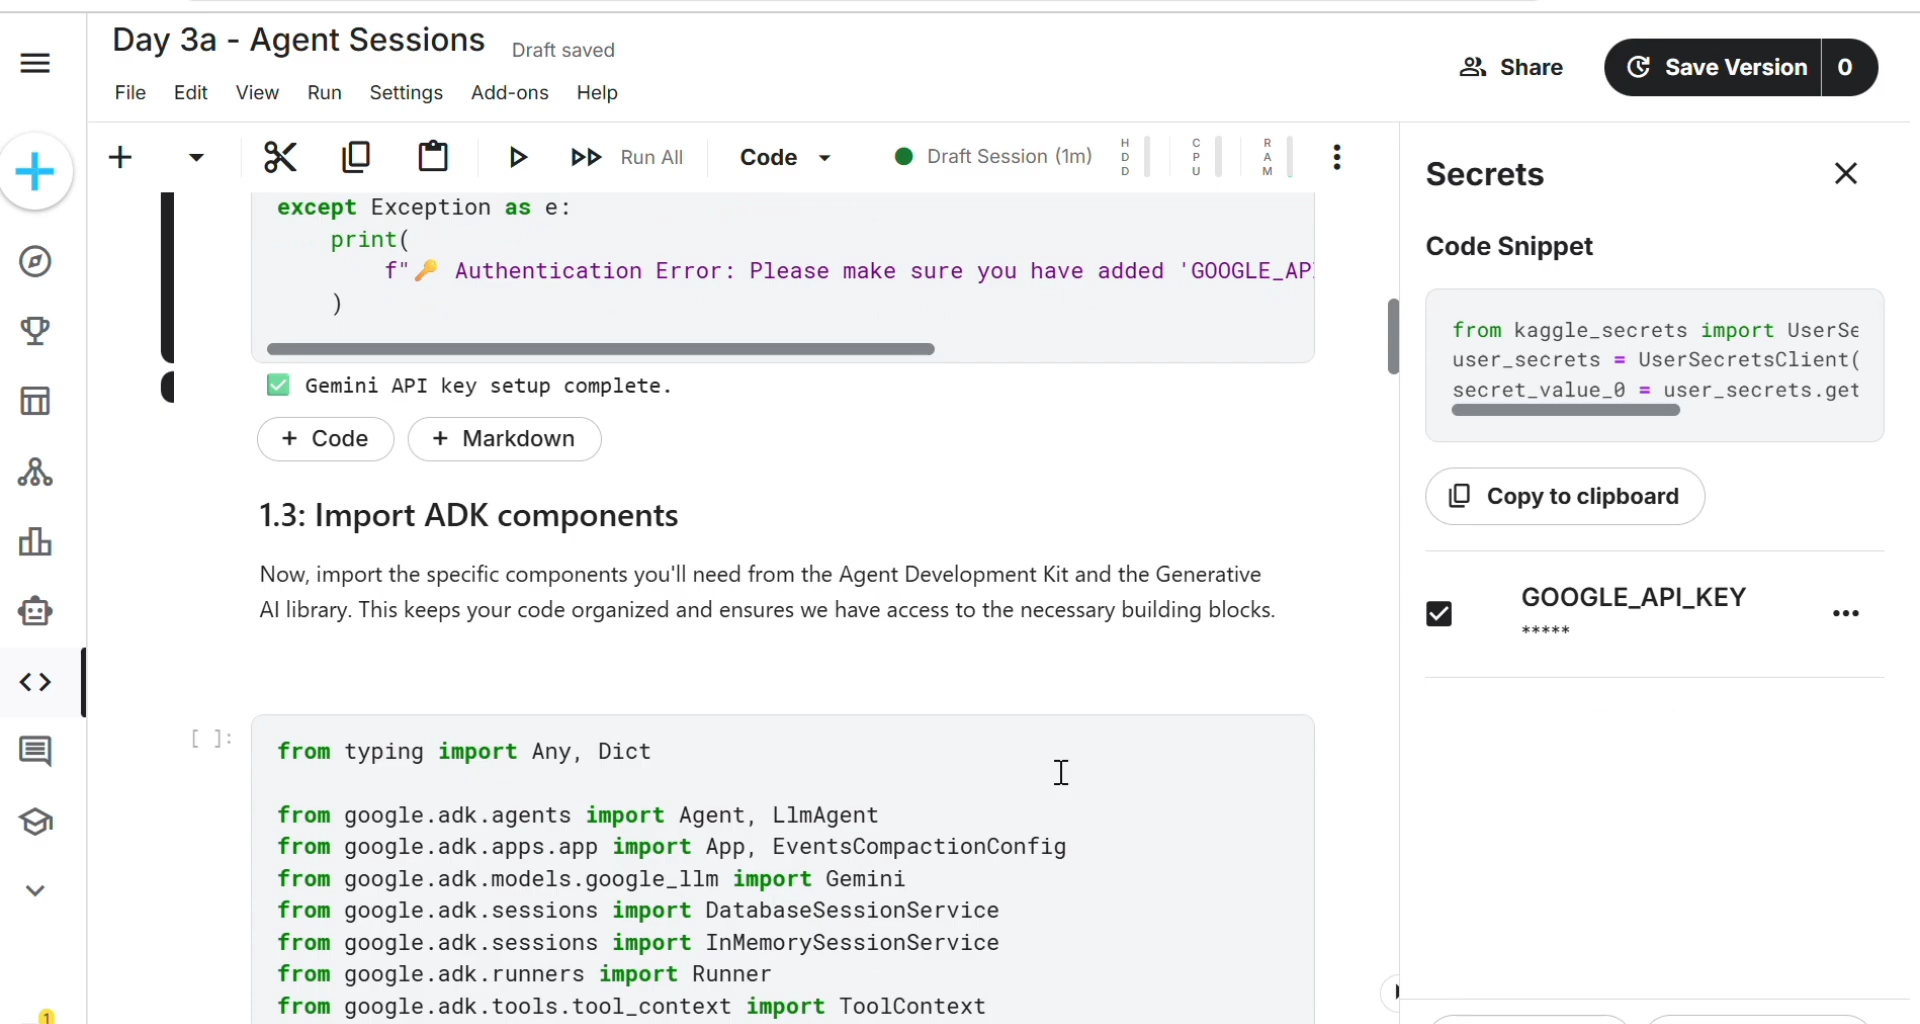 Day 3a - Agent Sessions
Draft saved
File Edit View Run Settings Add-ons Help
Share
Save Version 0
Run All
Code
Draft Session (1m)
HDD
CPU
RAM
except Exception as e:
print(
f"🔑 Authentication Error: Please make sure you have added 'GOOGLE_AP
)
✅ Gemini API key setup complete.
+ Code
+ Markdown
1.3: Import ADK components
Now, import the specific components you'll need from the Agent Development Kit and the Generative
AI library. This keeps your code organized and ensures we have access to the necessary building blocks.
[ ]:
from typing import Any, Dict
from google.adk.agents import Agent, LlmAgent
from google.adk.apps.app import App, EventsCompactionConfig
from google.adk.models.google_llm import Gemini
from google.adk.sessions import DatabaseSessionService
from google.adk.sessions import InMemorySessionService
from google.adk.runners import Runner
from google.adk.tools.tool_context import ToolContext
Secrets
Code Snippet
from kaggle_secrets import UserSe
user_secrets = UserSecretsClient(
secret_value_0 = user_secrets.get
Copy to clipboard
GOOGLE_API_KEY
*****
1